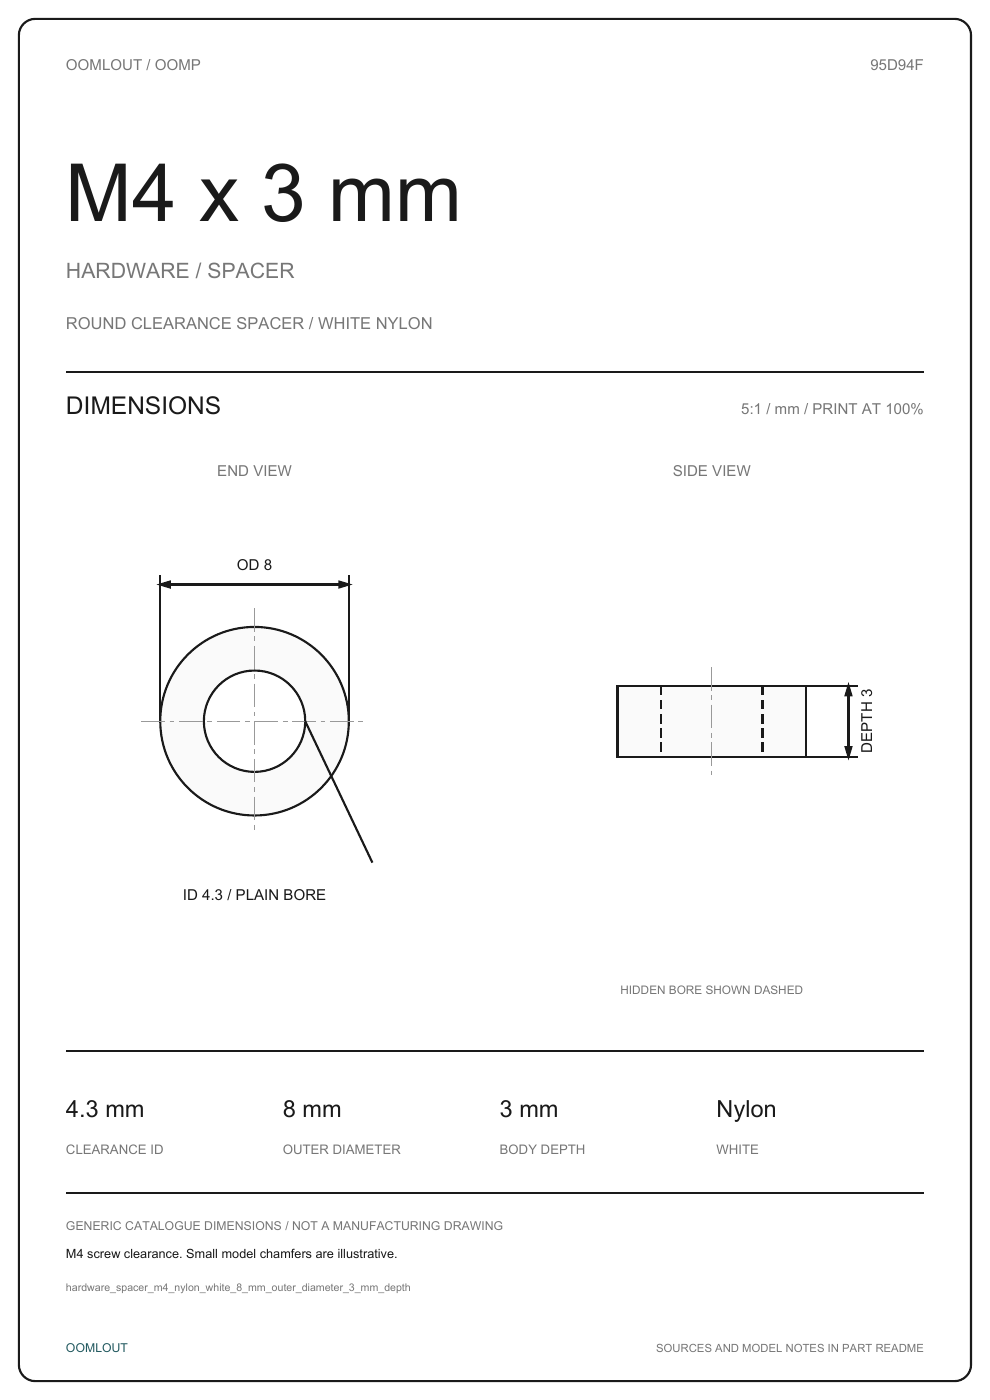 OOMLOUT / OOMP
95D94F
M4 x 3 mm
HARDWARE / SPACER
ROUND CLEARANCE SPACER / WHITE NYLON
DIMENSIONS
5:1 / mm / PRINT AT 100%
END VIEW
SIDE VIEW
OD 8
DEPTH 3
ID 4.3 / PLAIN BORE
HIDDEN BORE SHOWN DASHED
4.3 mm
8 mm
3 mm
Nylon
CLEARANCE ID
OUTER DIAMETER
BODY DEPTH
WHITE
GENERIC CATALOGUE DIMENSIONS / NOT A MANUFACTURING DRAWING
M4 screw clearance. Small model chamfers are illustrative.
hardware_spacer_m4_nylon_white_8_mm_outer_diameter_3_mm_depth
OOMLOUT
SOURCES AND MODEL NOTES IN PART README